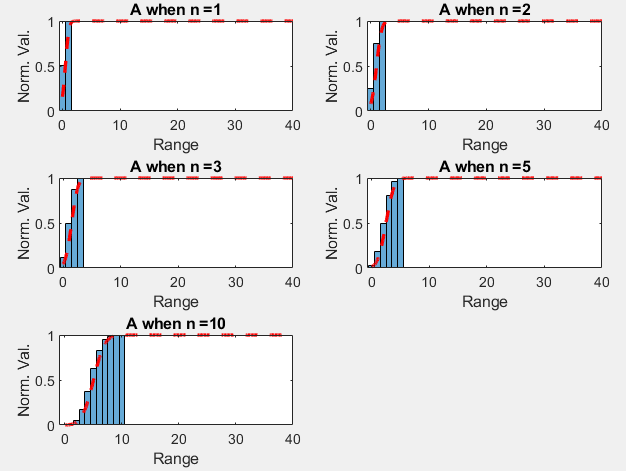 A when n =1
Norm. Val.
1
0.5
0
0 10 20 30 40
Range
A when n =2
Norm. Val.
1
0.5
0
0 10 20 30 40
Range
A when n =3
Norm. Val.
1
0.5
0
0 10 20 30 40
Range
A when n =5
Norm. Val.
1
0.5
0
0 10 20 30 40
Range
A when n =10
Norm. Val.
1
0.5
0
0 10 20 30 40
Range